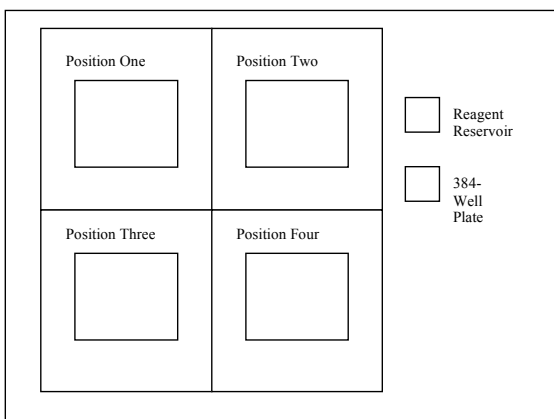 Position One
Position Two
Reagent
Reservoir
384-
Well
Plate
Position Three
Position Four